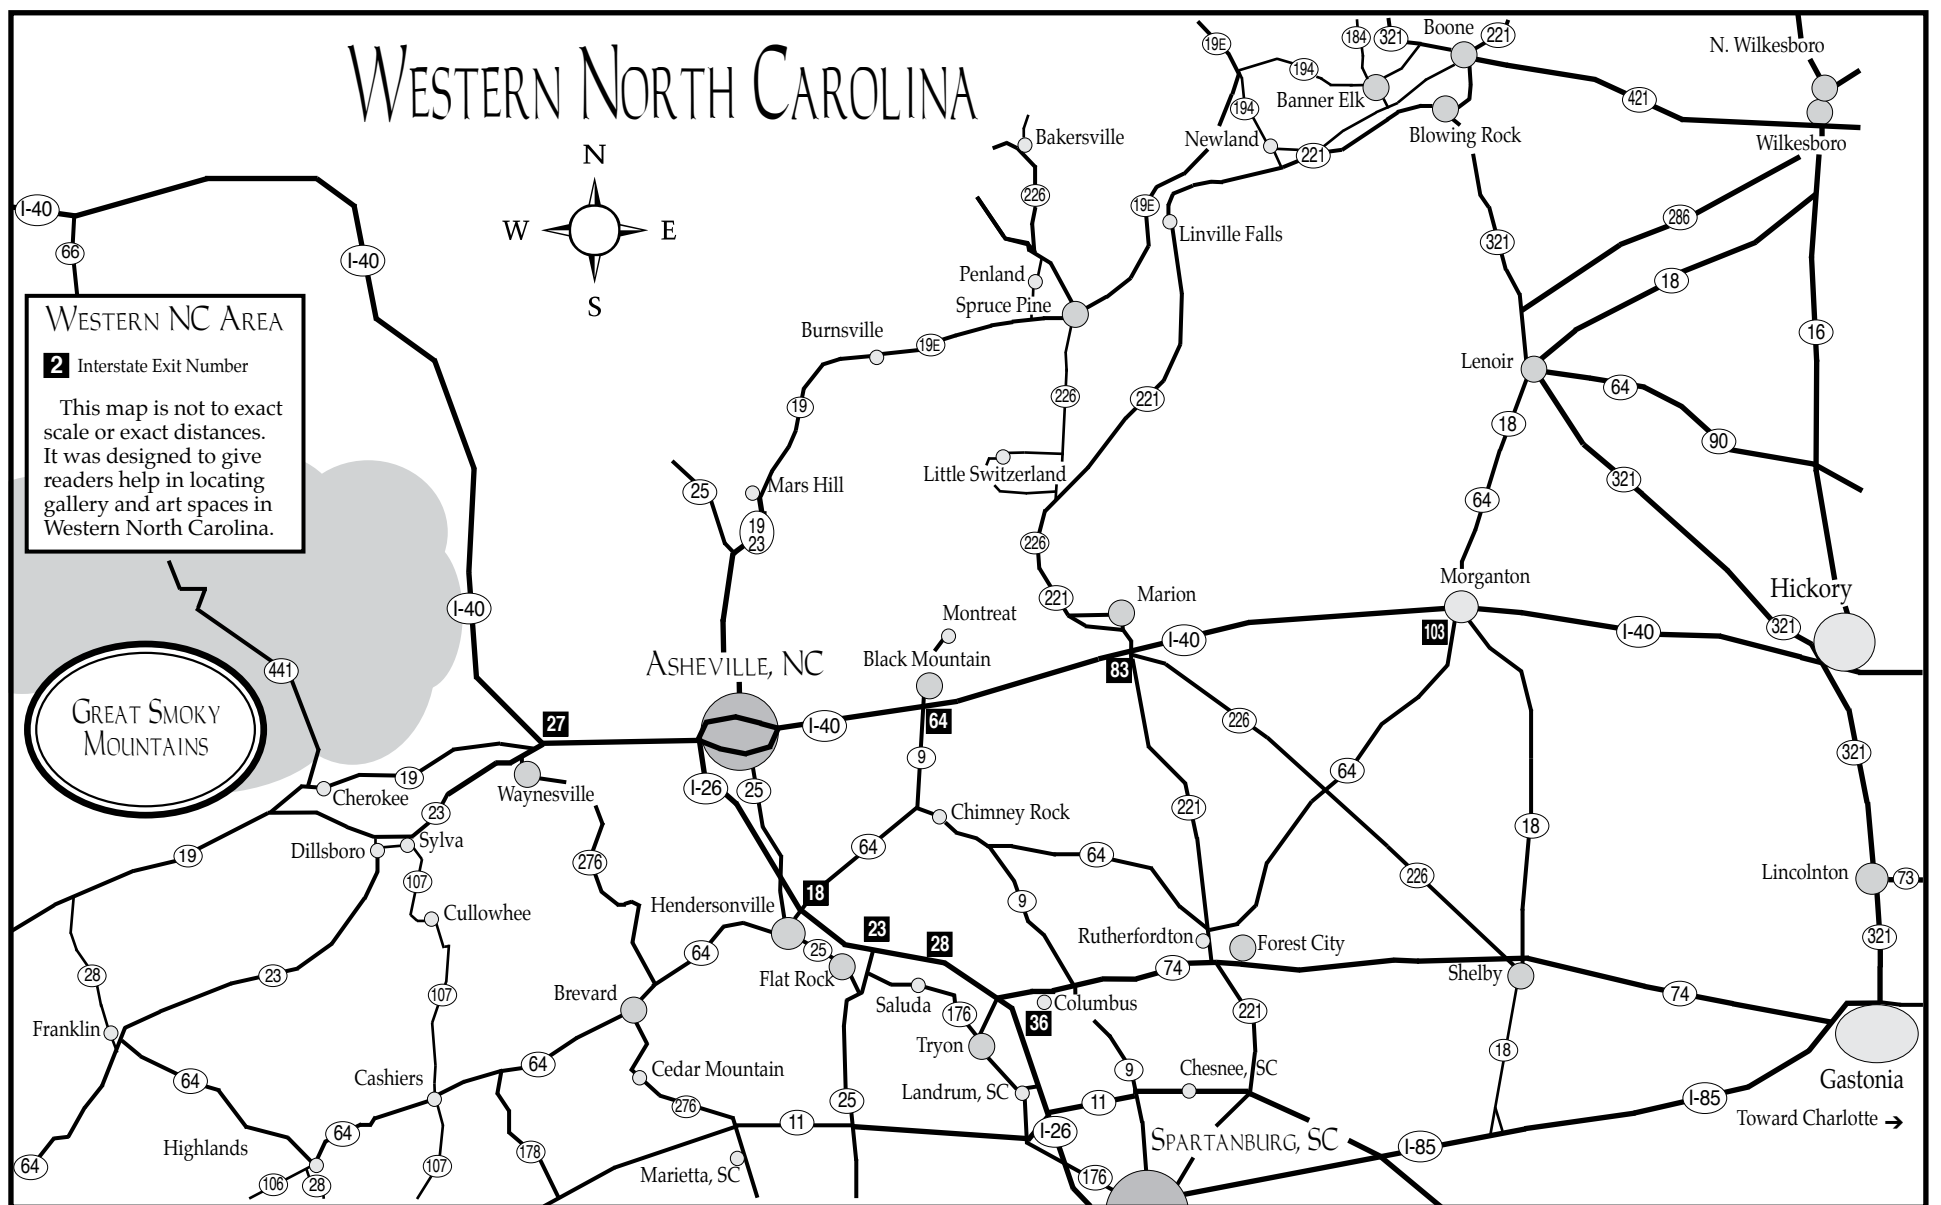 WESTERN NORTH CAROLINA
N
W E
S
19E
184
321
Boone
221
N. Wilkesboro
194
Banner Elk
421
194
Newland
221
Blowing Rock
Wilkesboro
Bakersville
226
19E
Linville Falls
321
286
18
16
I-40
66
I-40
WESTERN NC AREA
2 Interstate Exit Number
This map is not to exact
scale or exact distances.
It was designed to give
readers help in locating
gallery and art spaces in
Western North Carolina.
Penland
Spruce Pine
Burnsville
19E
19
226
221
Lenoir
64
18
90
321
64
Little Switzerland
Mars Hill
25
19
23
226
221
Marion
Morganton
Hickory
I-40
Montreat
Black Mountain
I-40
103
I-40
321
83
441
GREAT SMOKY
MOUNTAINS
ASHEVILLE, NC
27
I-40
64
226
9
321
64
19
Cherokee
Waynesville
I-26
25
23
Chimney Rock
221
18
Dillsboro
Sylva
19
276
64
64
226
Lincolnton
73
107
18
Cullowhee
Hendersonville
9
23
28
Rutherfordton
Forest City
321
64
25
Flat Rock
74
Shelby
28
23
107
Brevard
Saluda
176
Columbus
36
221
74
Franklin
Tryon
18
64
64
Cashiers
Cedar Mountain
Landrum, SC
9
Chesnee, SC
Gastonia
276
25
11
I-85
Toward Charlotte →
11
64
Highlands
178
I-26
SPARTANBURG, SC
I-85
64
107
Marietta, SC
176
106
28